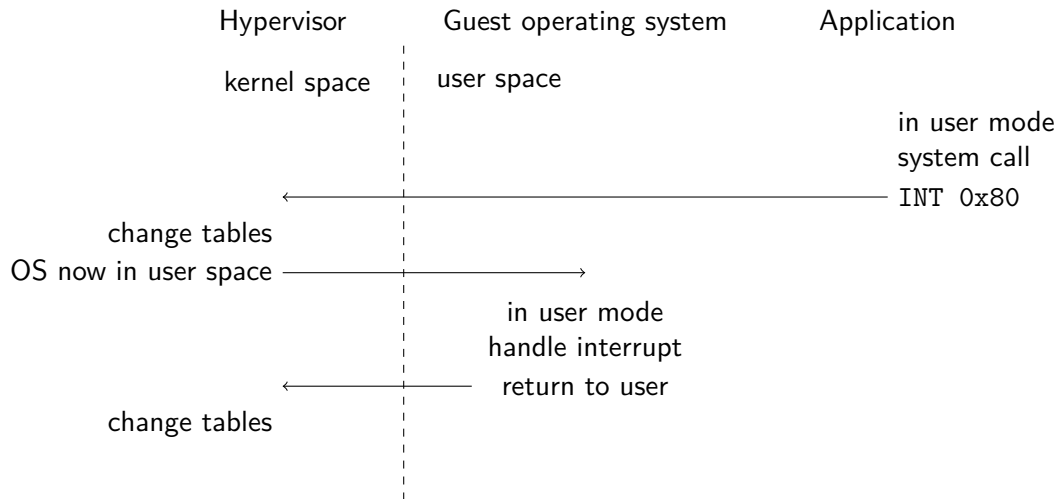 Hypervisor Guest operating system Application
kernel space user space
in user mode
system call
INT 0x80
change tables
OS now in user space
in user mode
handle interrupt
return to user
change tables